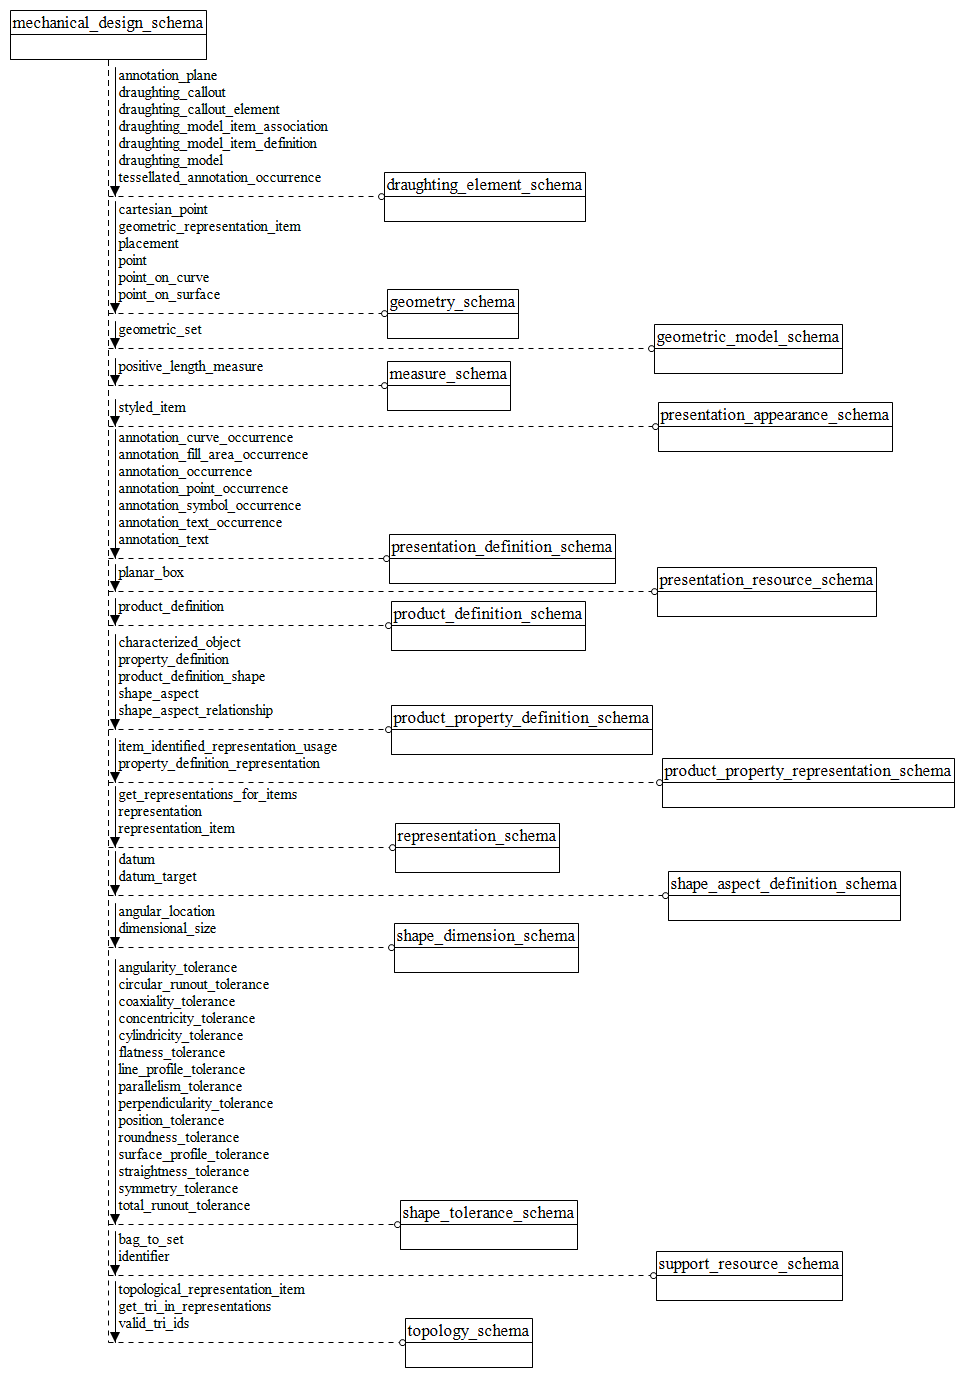 mechanical_design_schema
annotation_plane
draughting_callout
draughting_callout_element
draughting_model_item_association
draughting_model_item_definition
draughting_model
tessellated_annotation_occurrence
draughting_element_schema
cartesian_point
geometric_representation_item
placement
point
point_on_curve
point_on_surface
geometry_schema
geometric_set
geometric_model_schema
positive_length_measure
measure_schema
styled_item
presentation_appearance_schema
annotation_curve_occurrence
annotation_fill_area_occurrence
annotation_occurrence
annotation_point_occurrence
annotation_symbol_occurrence
annotation_text_occurrence
annotation_text
presentation_definition_schema
planar_box
presentation_resource_schema
product_definition
product_definition_schema
characterized_object
property_definition
product_definition_shape
shape_aspect
shape_aspect_relationship
product_property_definition_schema
item_identified_representation_usage
property_definition_representation
product_property_representation_schema
get_representations_for_items
representation
representation_item
representation_schema
datum
datum_target
shape_aspect_definition_schema
angular_location
dimensional_size
shape_dimension_schema
angularity_tolerance
circular_runout_tolerance
coaxiality_tolerance
concentricity_tolerance
cylindricity_tolerance
flatness_tolerance
line_profile_tolerance
parallelism_tolerance
perpendicularity_tolerance
position_tolerance
roundness_tolerance
surface_profile_tolerance
straightness_tolerance
symmetry_tolerance
total_runout_tolerance
shape_tolerance_schema
bag_to_set
identifier
support_resource_schema
topological_representation_item
get_tri_in_representations
valid_tri_ids
topology_schema